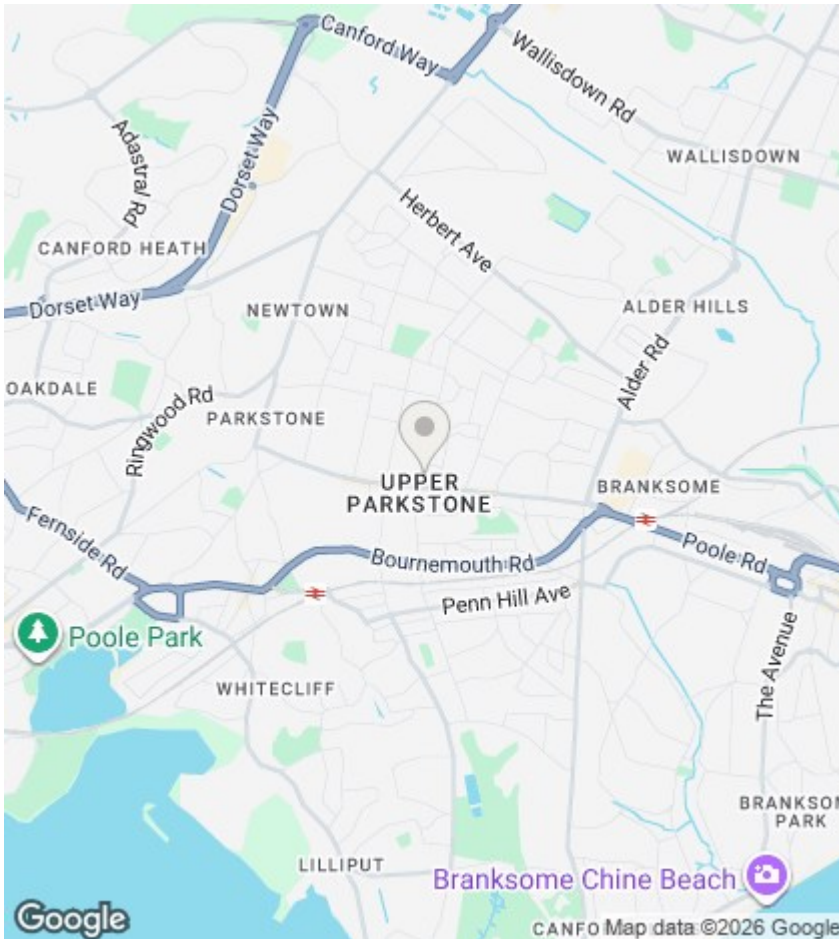 Canford Way
Wallisdown Rd
Dorset Way
Adastral Rd
WALLISDOWN
Herbert Ave
CANFORD HEATH
Dorset Way
NEWTOWN
ALDER HILLS
Alder Rd
OAKDALE
Ringwood Rd
PARKSTONE
UPPER
PARKSTONE
BRANKSOME
Fernside Rd
Bournemouth Rd
Poole Rd
Penn Hill Ave
Poole Park
The Avenue
WHITECLIFF
BRANKSOM
PARK
LILLIPUT
Branksome Chine Beach
Google
CANFO
Map data ©2026 Google